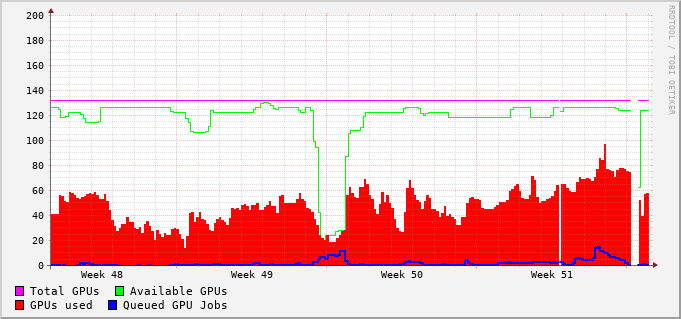 200
180
160
140
120
100
80
60
40
20
0
Week 48 Week 49 Week 50 Week 51
Total GPUs Available GPUs
GPUs used Queued GPU Jobs
RRDTOOL / TOBI OETIKER